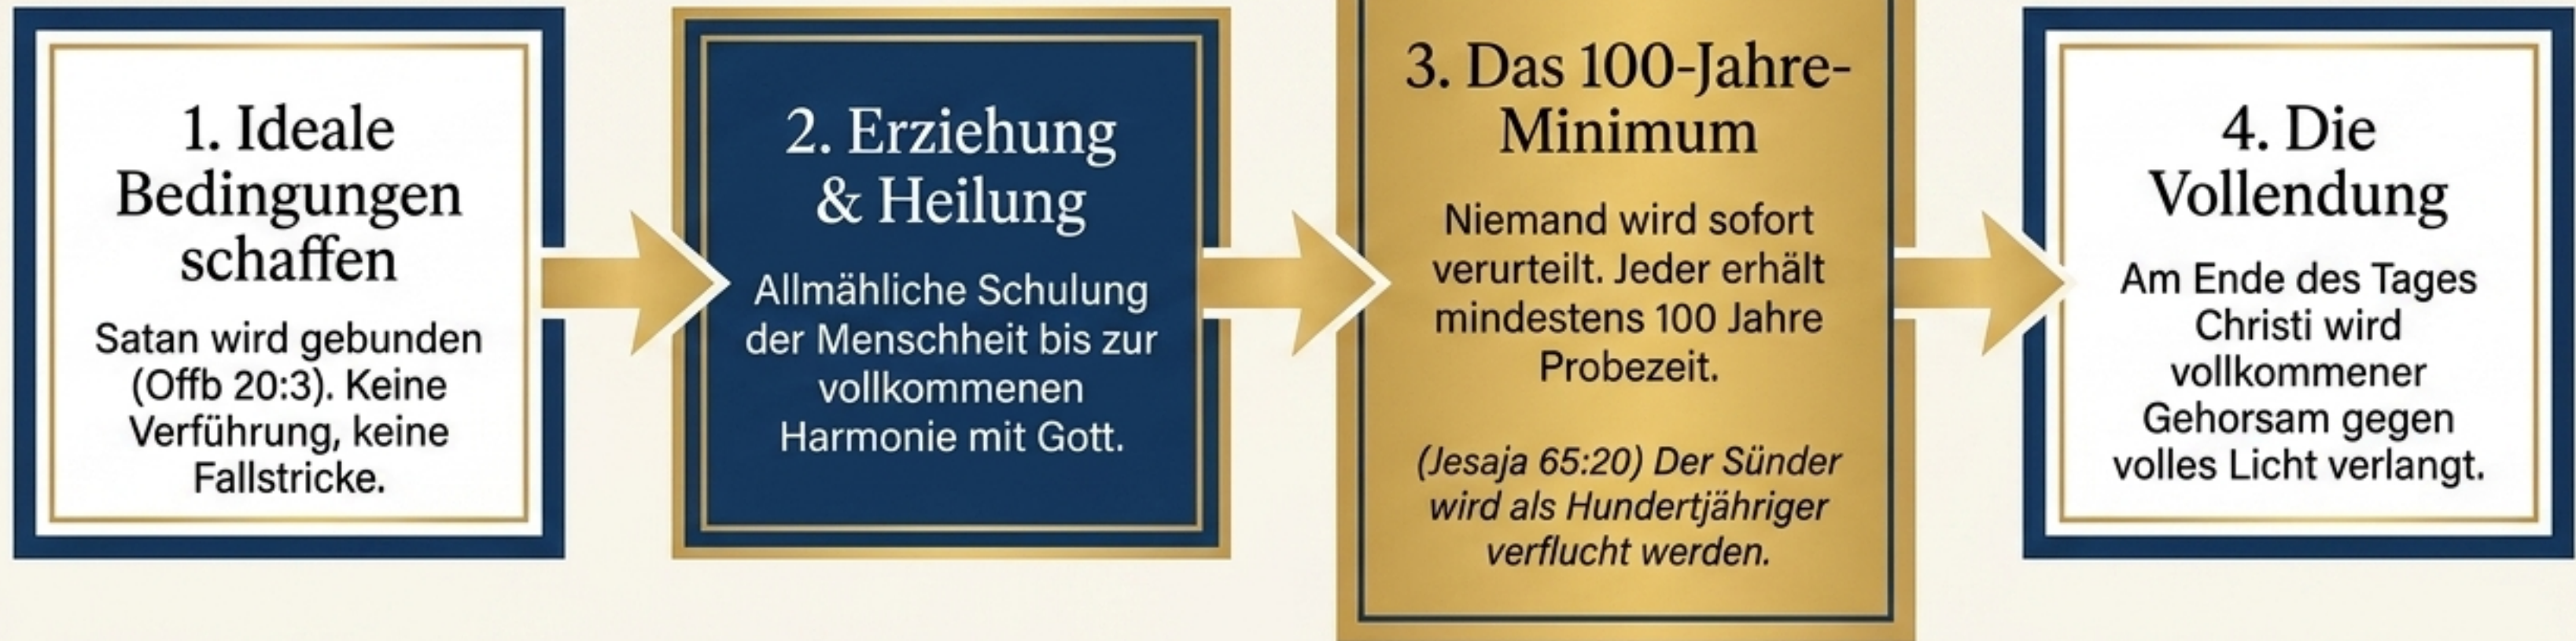 1. Ideale
Bedingungen
schaffen
Satan wird gebunden
(Offb 20:3). Keine
Verführung, keine
Fallstricke.
2. Erziehung
& Heilung
Allmähliche Schulung
der Menschheit bis zur
vollkommenen
Harmonie mit Gott.
3. Das 100-Jahre-
Minimum
Niemand wird sofort
verurteilt. Jeder erhält
mindestens 100 Jahre
Probezeit.
(Jesaja 65:20) Der Sünder
wird als Hundertjähriger
verflucht werden.
4. Die
Vollendung
Am Ende des Tages
Christi wird
vollkommener
Gehorsam gegen
volles Licht verlangt.